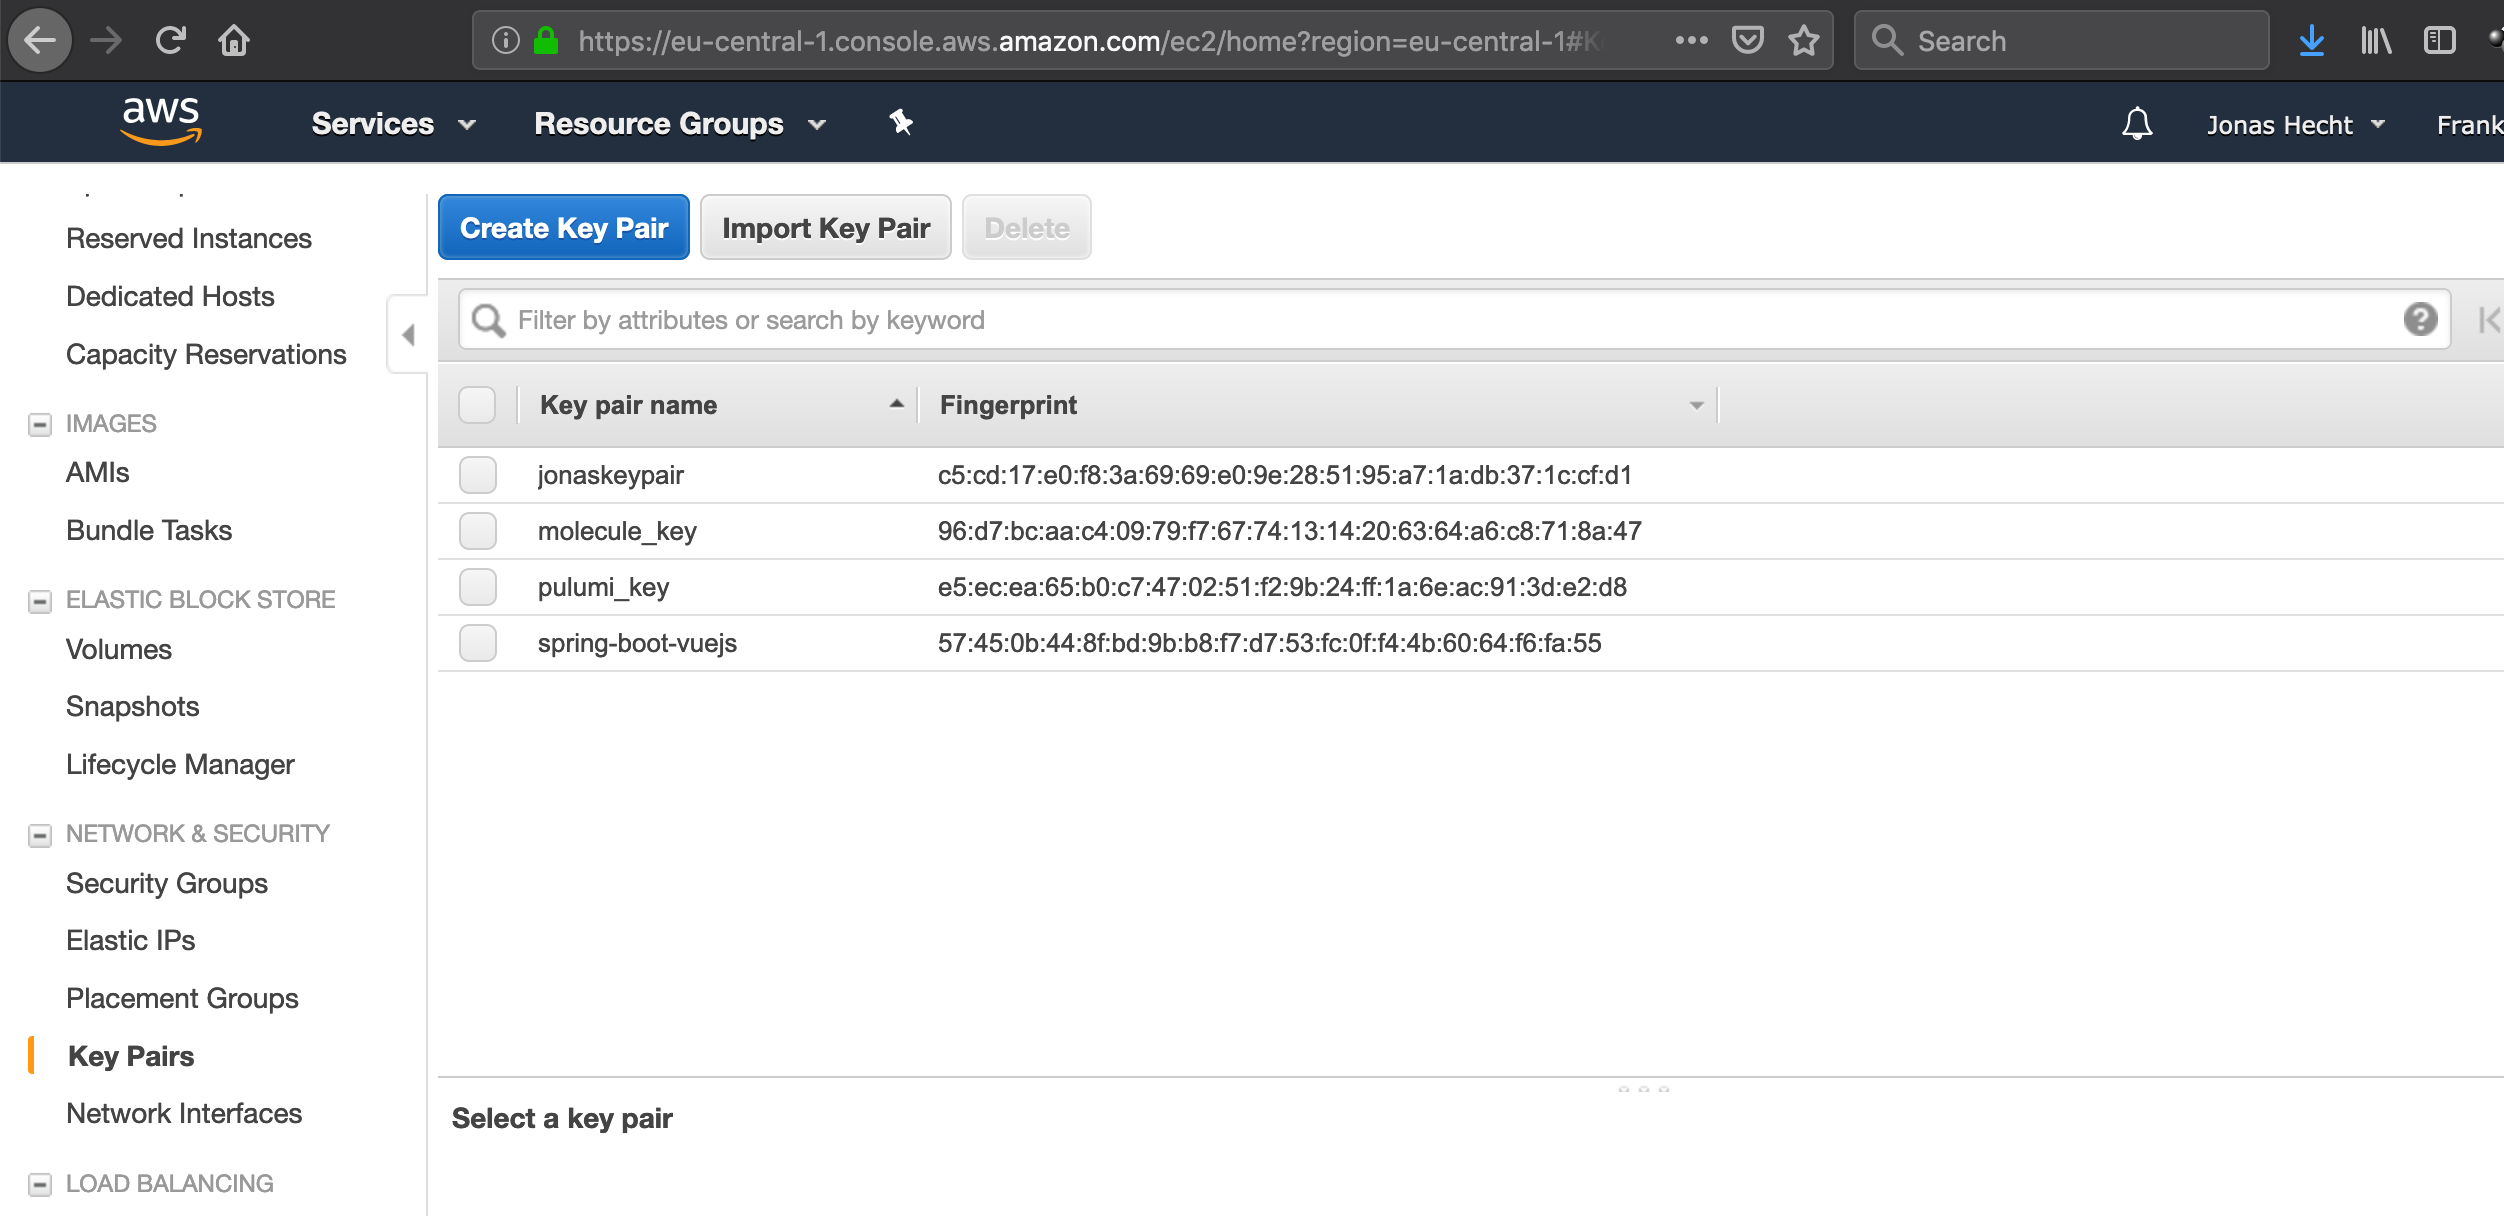 https://eu-central-1.console.aws.amazon.com/ec2/home?region=eu-central-1#K
Search
aws
Services
Resource Groups
Jonas Hecht
Frank
Reserved Instances
Dedicated Hosts
Capacity Reservations
IMAGES
AMIs
Bundle Tasks
ELASTIC BLOCK STORE
Volumes
Snapshots
Lifecycle Manager
NETWORK & SECURITY
Security Groups
Elastic IPs
Placement Groups
Key Pairs
Network Interfaces
LOAD BALANCING
Create Key Pair Import Key Pair Delete
Filter by attributes or search by keyword
Key pair name Fingerprint
jonaskeypair c5:cd:17:e0:f8:3a:69:69:e0:9e:28:51:95:a7:1a:db:37:1c:cf:d1
molecule_key 96:d7:bc:aa:c4:09:79:f7:67:74:13:14:20:63:64:a6:c8:71:8a:47
pulumi_key e5:ec:ea:65:b0:c7:47:02:51:f2:9b:24:ff:1a:6e:ac:91:3d:e2:d8
spring-boot-vuejs 57:45:0b:44:8f:bd:9b:b8:f7:d7:53:fc:0f:f4:4b:60:64:f6:fa:55
Select a key pair